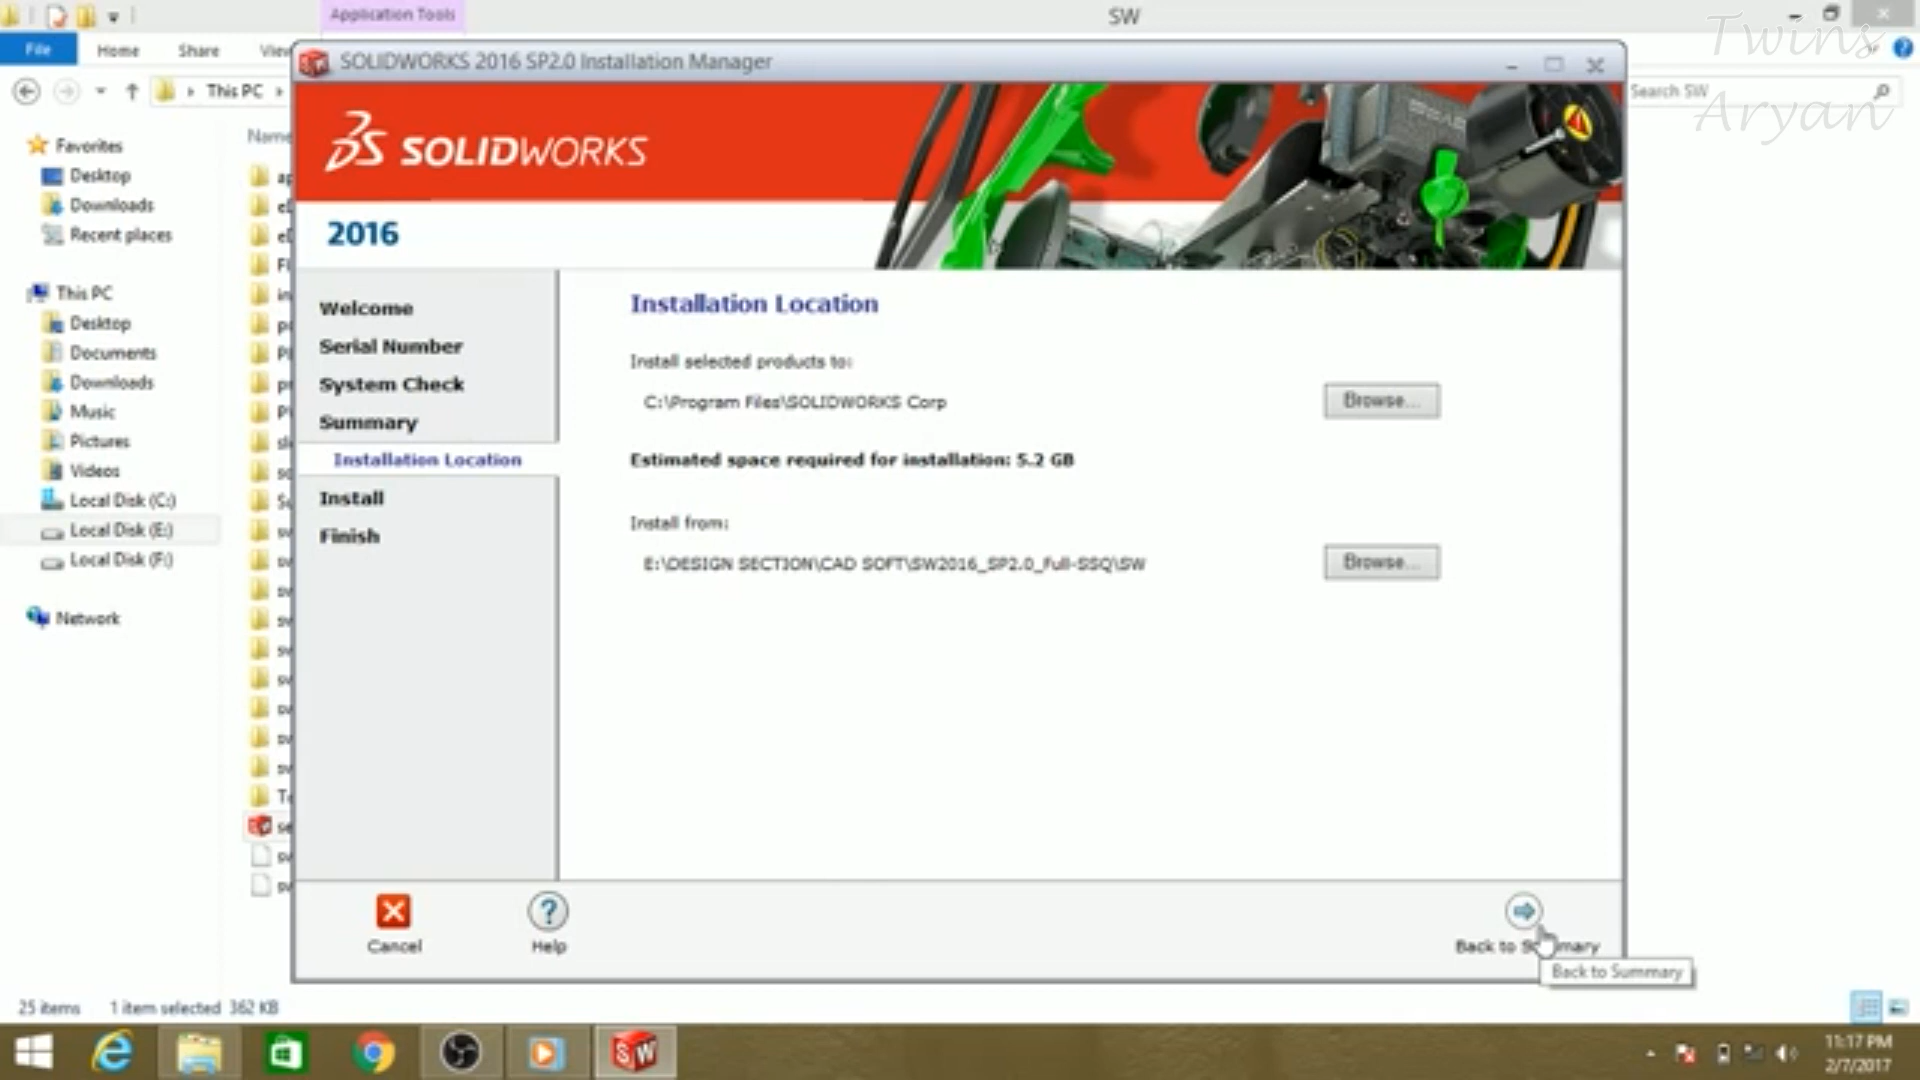 Application Tools
SW
File Home Share
Twins
Aryan
This PC
Search SW
SOLIDWORKS 2016 SP2.0 Installation Manager
SOLIDWORKS
2016
Name
Favorites
Desktop
Downloads
Recent places
This PC
Desktop
Documents
Downloads
Music
Pictures
Videos
Local Disk (C:)
Local Disk (E:)
Local Disk (F:)
Network
Welcome
Serial Number
System Check
Summary
Installation Location
Install
Finish
Installation Location
Install selected products to:
C:\Program Files\SOLIDWORKS Corp
Browse...
Estimated space required for installation: 5.2 GB
Install from:
E:\DESIGN SECTION\CAD SOFT\SW2016_SP2.0_Full-SSQ\SW
Browse...
Cancel
Help
Back to Summary
Back to Summary
25 items 1 item selected 362 KB
11:17 PM
2/7/2017